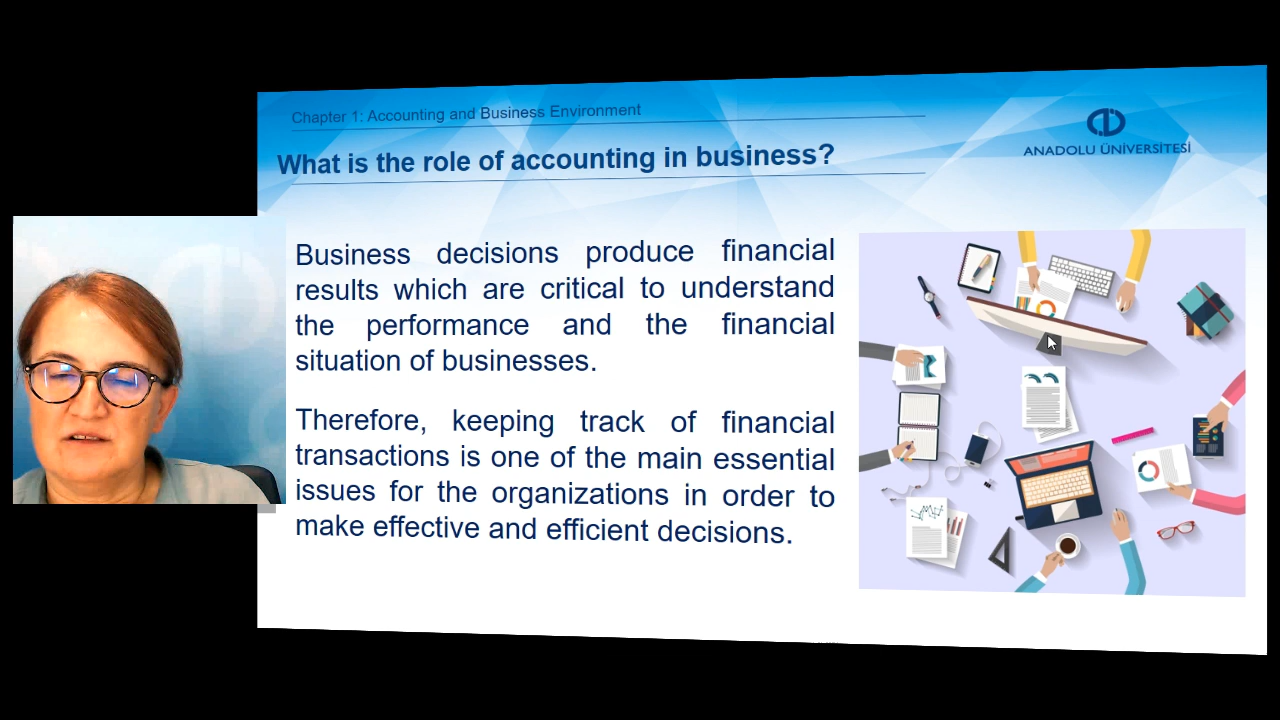 Chapter 1: Accounting and Business Environment
ANADOLU ÜNİVERSİTESİ
What is the role of accounting in business?
Business decisions produce financial
results which are critical to understand
the performance and the financial
situation of businesses.
Therefore, keeping track of financial
transactions is one of the main essential
issues for the organizations in order to
make effective and efficient decisions.